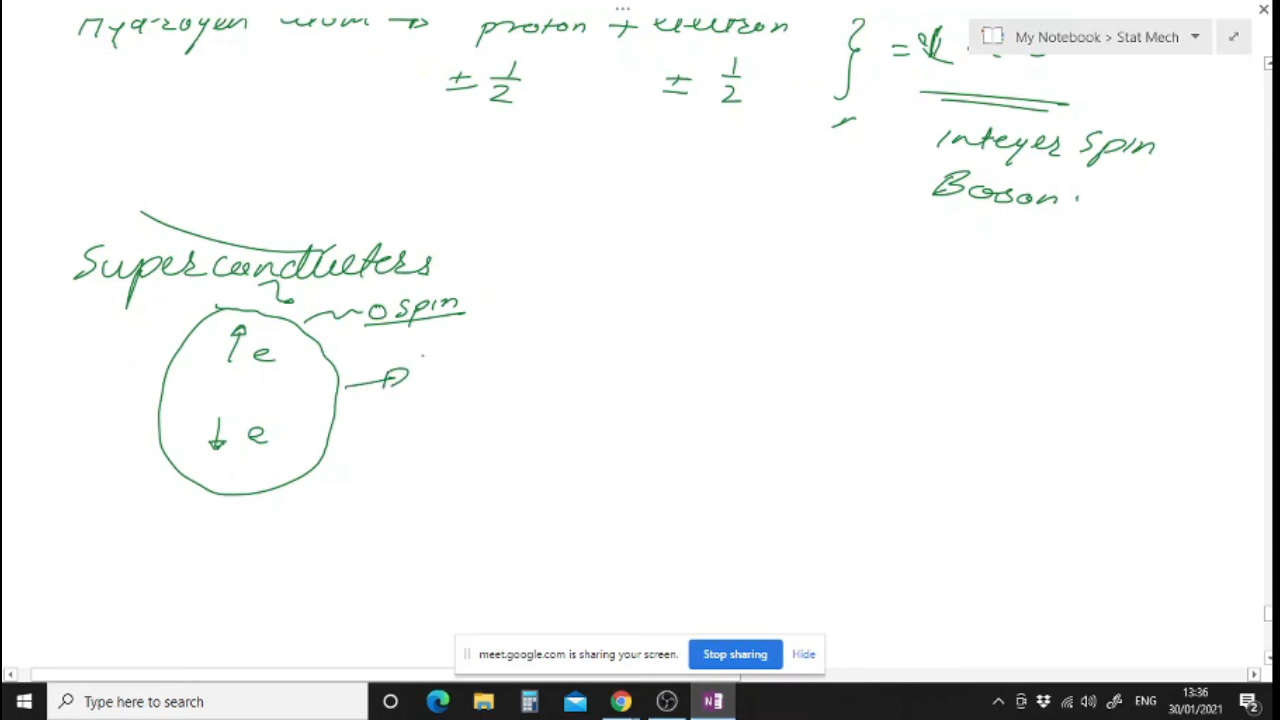 ...
Hydrogen atom → proton + electron } =
My Notebook > Stat Mech
± 1/2 ± 1/2
Integer spin
Boson.
Superconductors
0 spin
↑ e
↓ e
meet.google.com is sharing your screen. Stop sharing Hide
Type here to search
ENG
13:36
30/01/2021
2